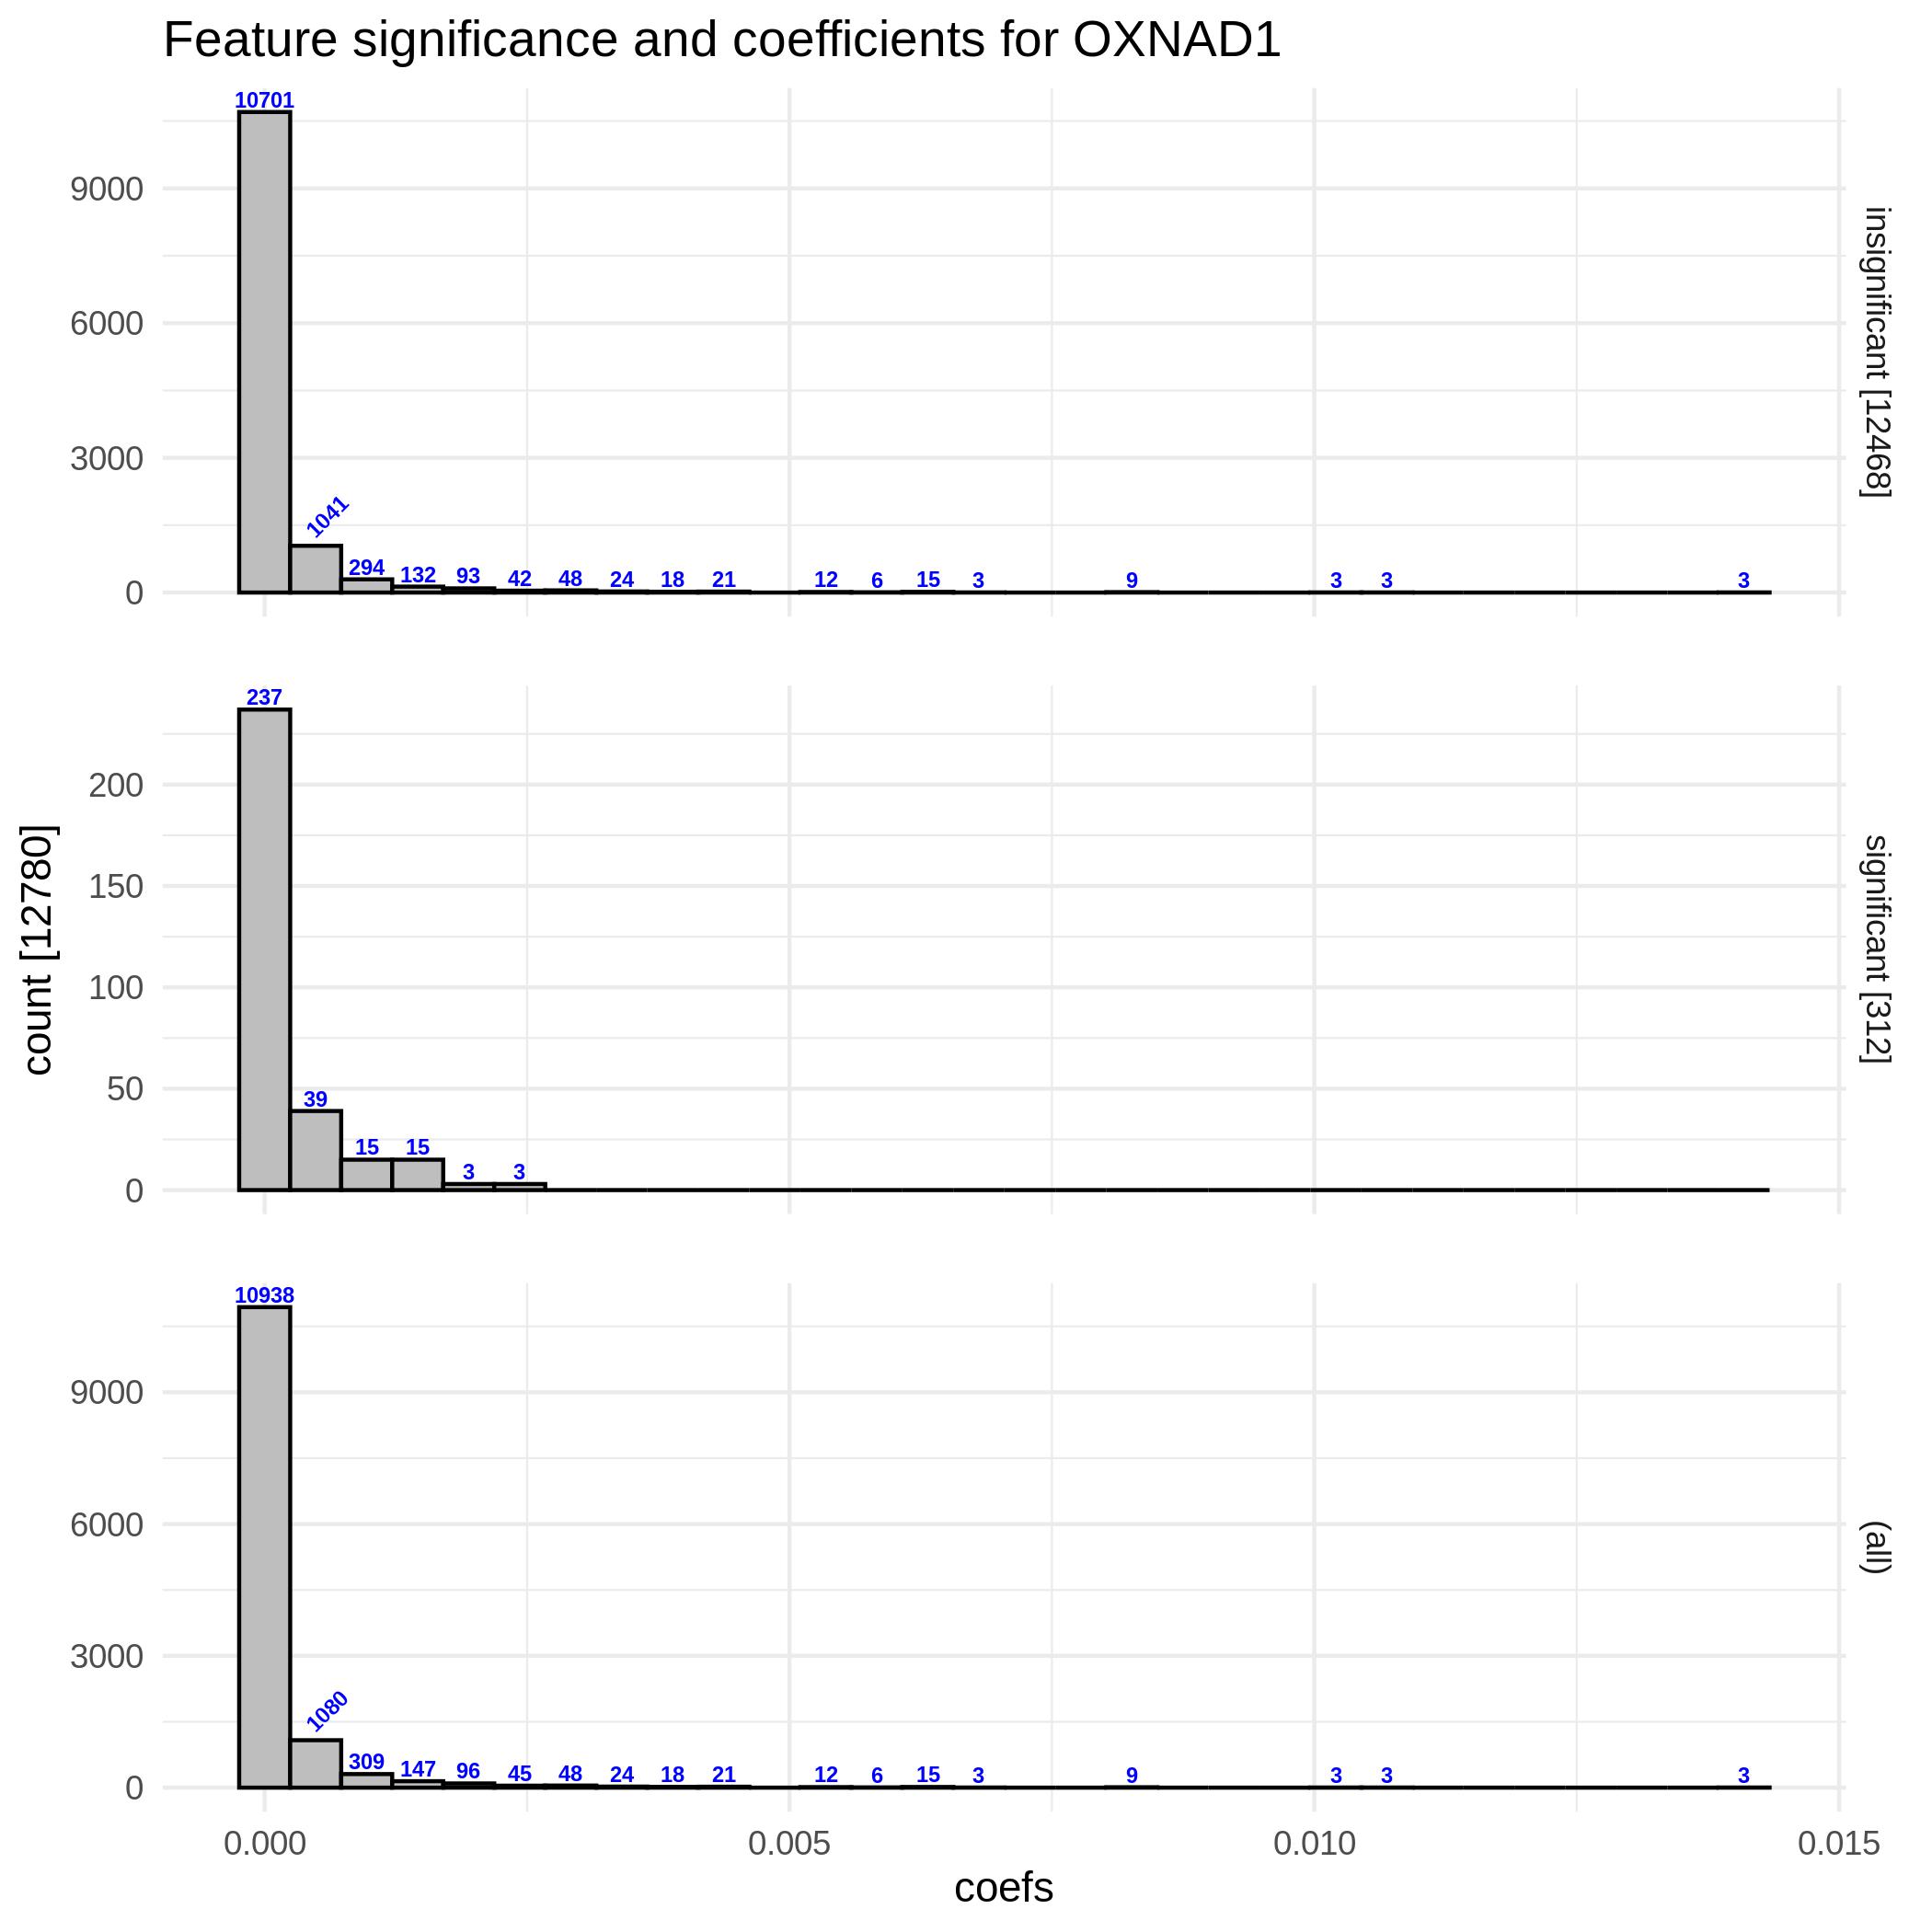 Feature significance and coefficients for OXNAD1
10701
9000
6000
3000
1041
294 132 93 42 48 24 18 21 12 6 15 3 9 3 3 3
0
insignificant [12468]
237
200
150
100
50
39
15 15 3 3
0
significant [312]
count [12780]
10938
9000
6000
3000
1080
309 147 96 45 48 24 18 21 12 6 15 3 9 3 3 3
0
(all)
0.000 0.005 0.010 0.015
coefs